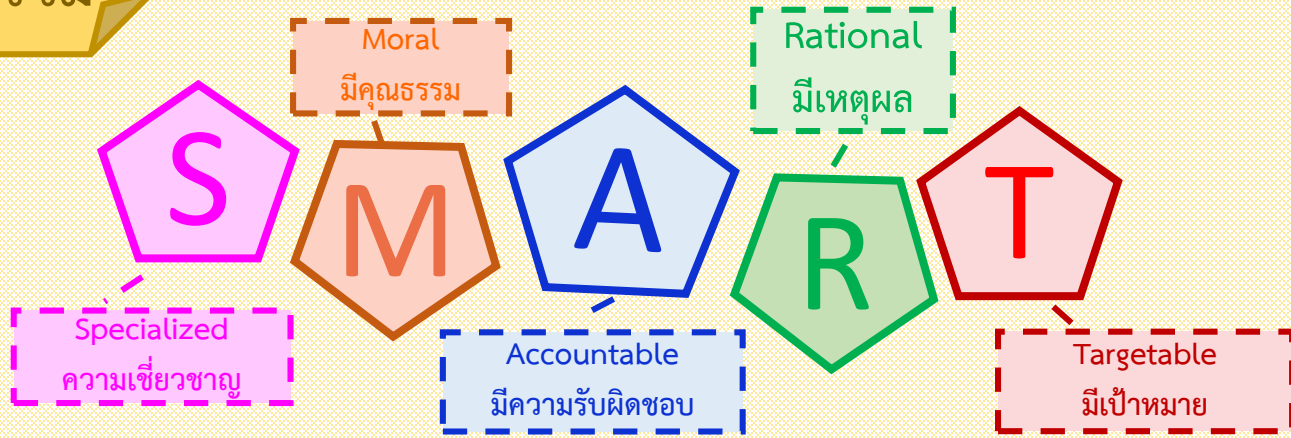 Moral
มีคุณธรรม
Rational
มีเหตุผล
S
M
A
R
T
Specialized
ความเชี่ยวชาญ
Accountable
มีความรับผิดชอบ
Targetable
มีเป้าหมาย